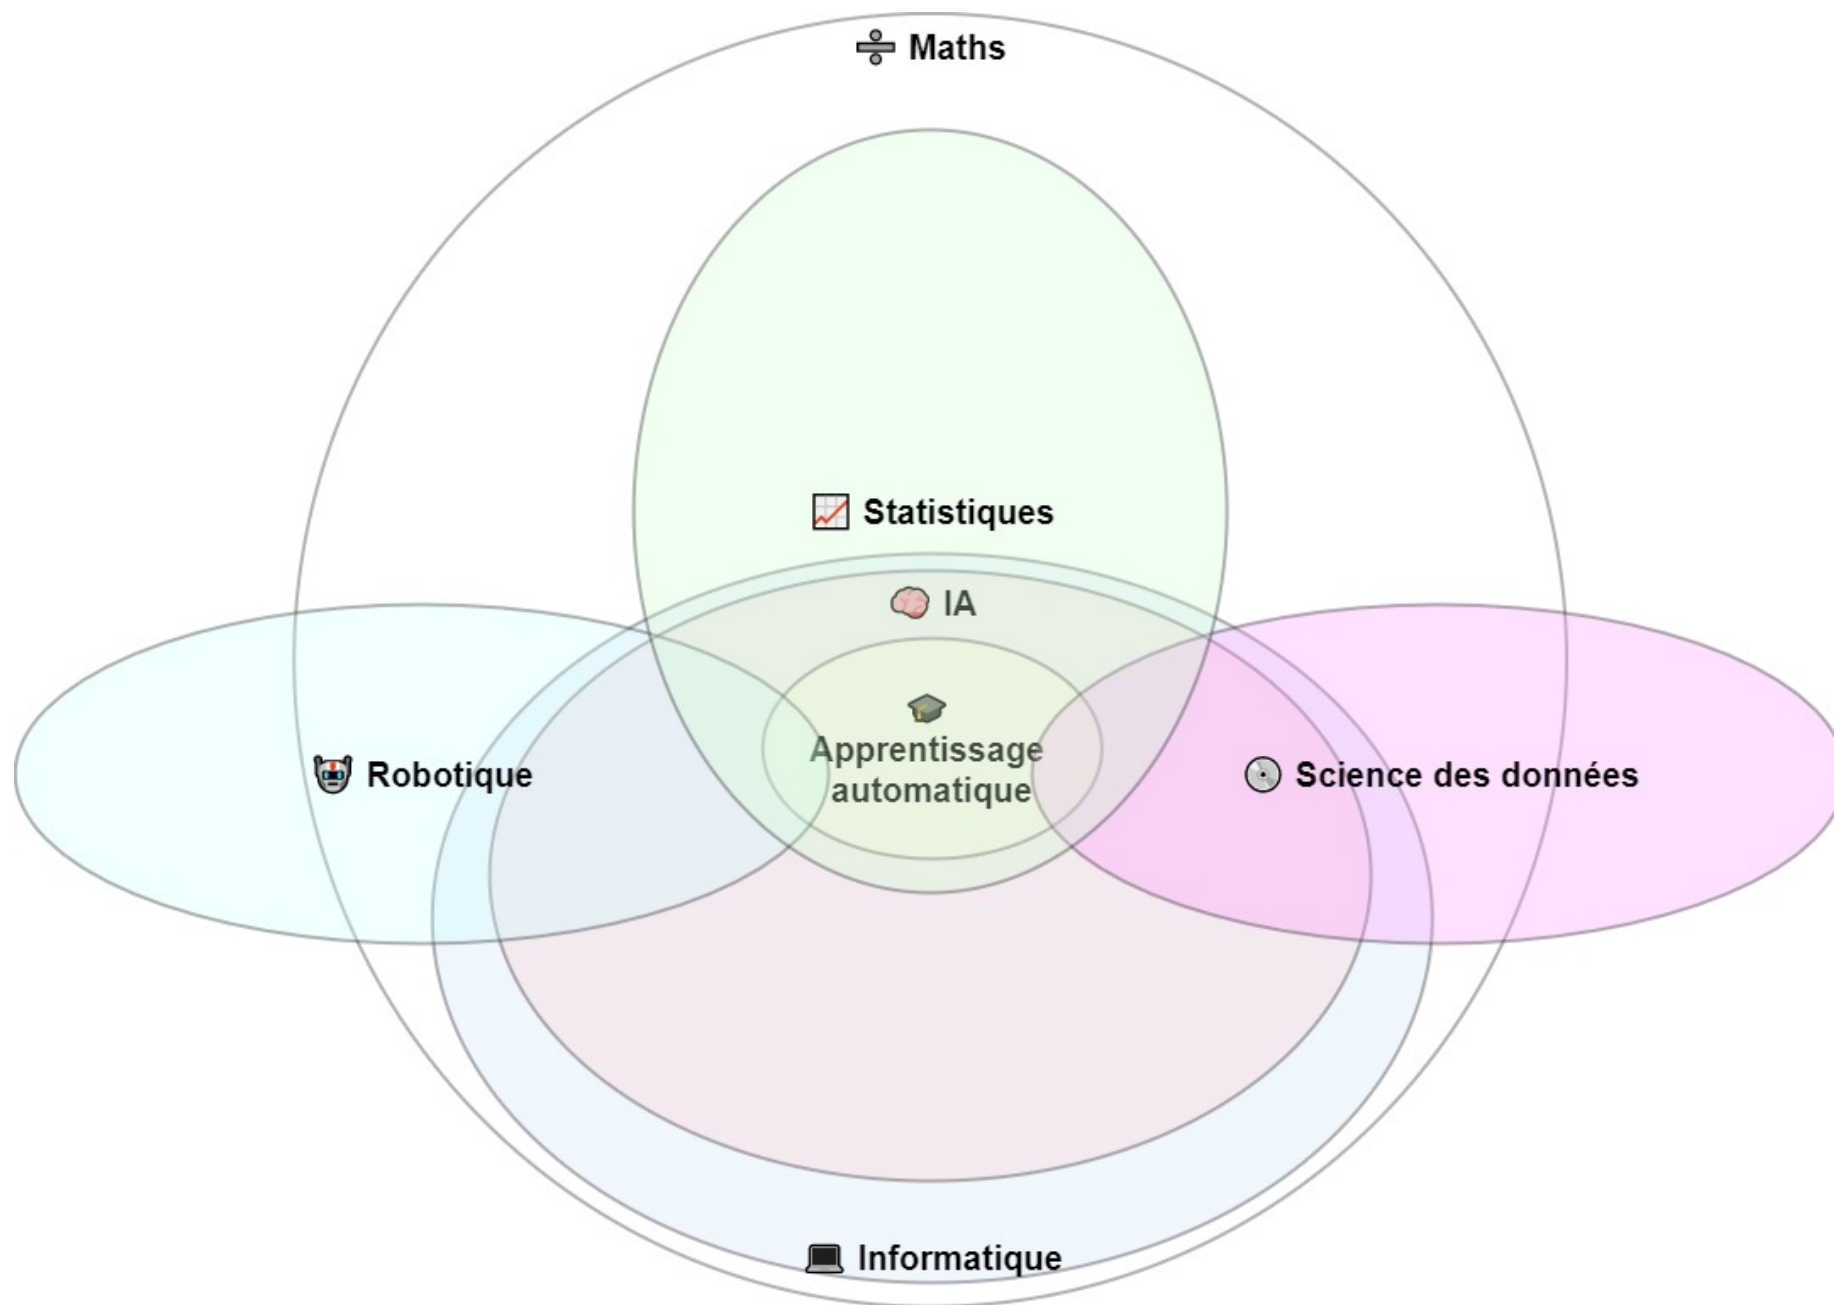 Maths
Statistiques
IA
Apprentissage
automatique
Robotique
Science des données
Informatique